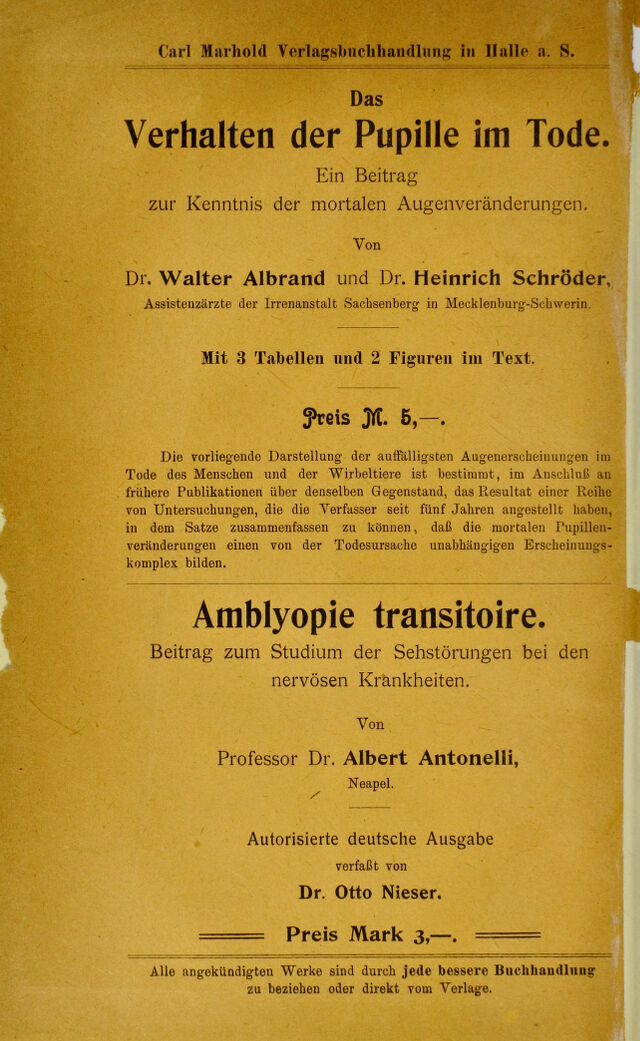 Carl Marhold Verlagsbuchhandlung in Halle a. S.
Das
Verhalten der Pupille im Tode.
Ein Beitrag
zur Kenntnis der mortalen Augenveränderungen.
Von
Dr. Walter Albrand und Dr. Heinrich Schröder,
Assistenzärzte der Irrenanstalt Sachsenberg in Mecklenburg-Schwerin.
Mit 3 Tabellen und 2 Figuren im Text.
Preis M. 5,—.
Die vorliegende Darstellung der auffälligsten Augenerscheinungen im
Tode des Menschen und der Wirbeltiere ist bestimmt, im Anschluß an
frühere Publikationen über denselben Gegenstand, das Resultat einer Reihe
von Untersuchungen, die die Verfasser seit fünf Jahren angestellt haben,
in dem Satze zusammenfassen zu können, daß die mortalen Pupillen-
veränderungen einen von der Todesursache unabhängigen Erscheinungs-
komplex bilden.
Amblyopie transitoire.
Beitrag zum Studium der Sehstörungen bei den
nervösen Krankheiten.
Von
Professor Dr. Albert Antonelli,
Neapel.
Autorisierte deutsche Ausgabe
verfaßt von
Dr. Otto Nieser.
Preis Mark 3,—.
Alle angekündigten Werke sind durch jede bessere Buchhandlung
zu beziehen oder direkt vom Verlage.